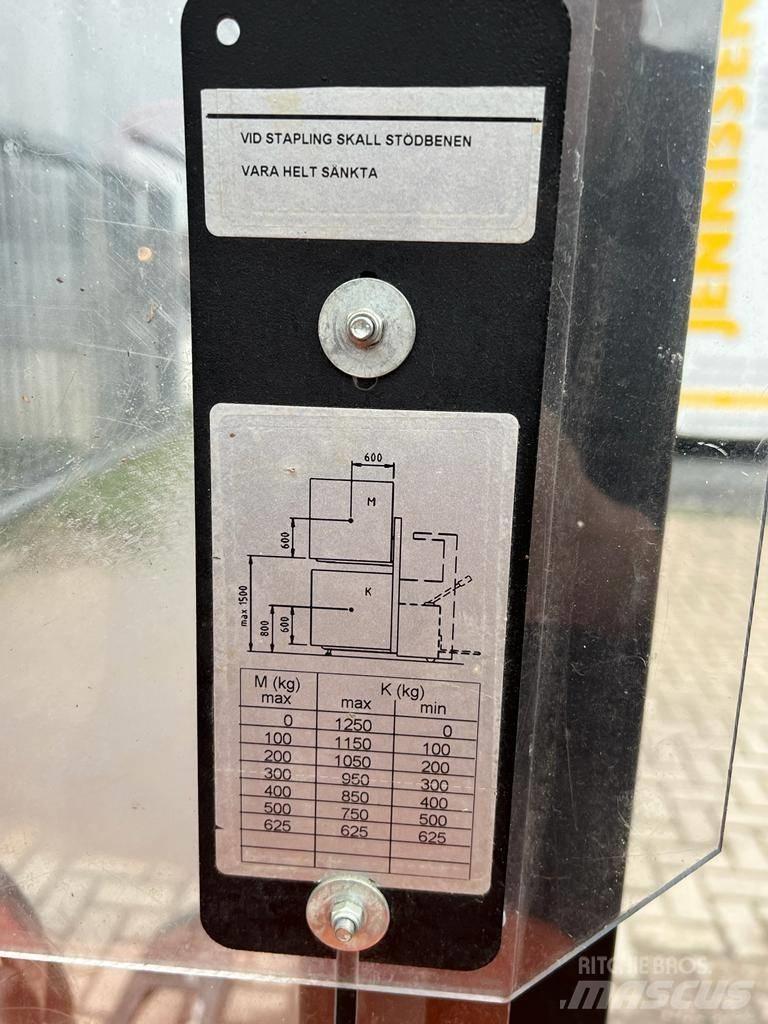 VID STAPLING SKALL STÖDBENEN
VARA HELT SÄNKTA
JENNISSEN
600
M
600
K
max 1500
800
600
M (kg) K (kg)
max max min
0 1250 0
100 1150 100
200 1050 200
300 950 300
400 850 400
500 750 500
625 625 625
RITCHIE BROS.
MASCUS